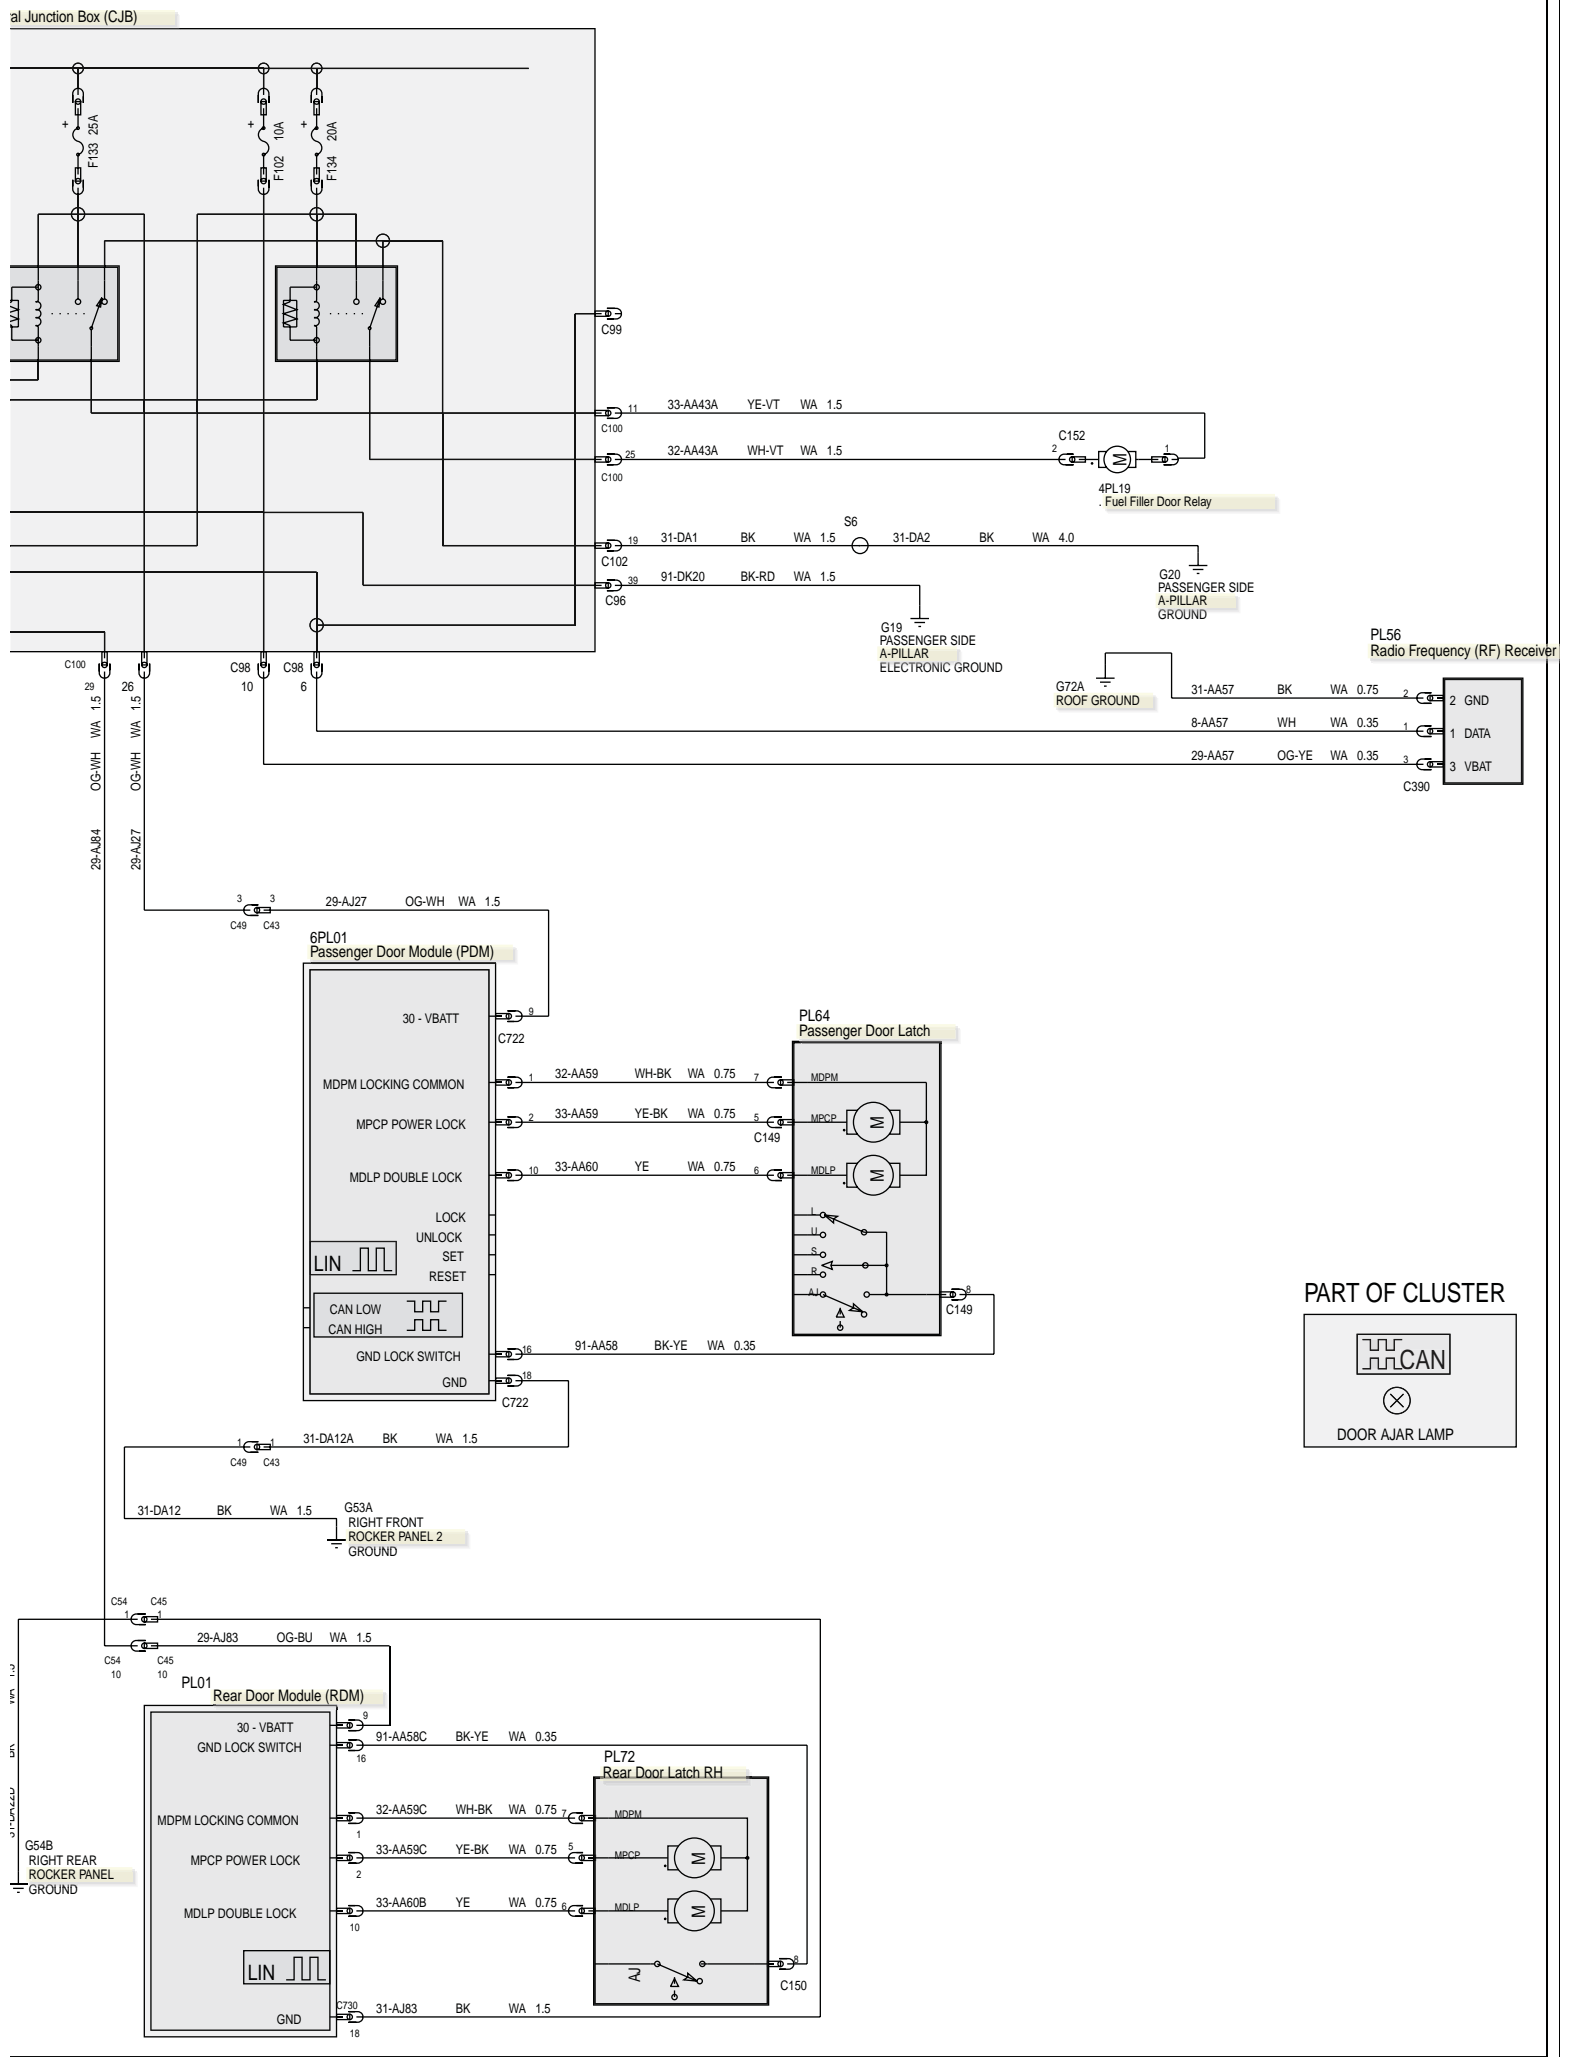 al Junction Box (CJB)
+ F133 25A
+ F102 10A
+ F134 20A
C99
11 33-AA43A YE-VT WA 1.5
C100
C152
25 32-AA43A WH-VT WA 1.5 2 M 1
C100
4PL19
. Fuel Filler Door Relay
S6
19 31-DA1 BK WA 1.5 31-DA2 BK WA 4.0
C102
G20
PASSENGER SIDE
A-PILLAR
GROUND
39 91-DK20 BK-RD WA 1.5
C96
G19
PASSENGER SIDE
A-PILLAR
ELECTRONIC GROUND
PL56
Radio Frequency (RF) Receiver
C100 C98 C98
29 26 10 6
29-AJ84 OG-WH WA 1.5
29-AJ27 OG-WH WA 1.5
G72A
ROOF GROUND
31-AA57 BK WA 0.75 2 2 GND
8-AA57 WH WA 0.35 1 1 DATA
29-AA57 OG-YE WA 0.35 3 3 VBAT
C390
3 3 29-AJ27 OG-WH WA 1.5
C49 C43
6PL01
Passenger Door Module (PDM)
30 - VBATT 9
C722
PL64
Passenger Door Latch
MDPM LOCKING COMMON 1 32-AA59 WH-BK WA 0.75 7 MDPM
MPCP POWER LOCK 2 33-AA59 YE-BK WA 0.75 5 MPCP M
C149
MDLP DOUBLE LOCK 10 33-AA60 YE WA 0.75 6 MDLP M
LOCK L
UNLOCK U
SET S
RESET R
AJ
8
C149
LIN
CAN LOW
CAN HIGH
GND LOCK SWITCH 16 91-AA58 BK-YE WA 0.35
GND 18
C722
PART OF CLUSTER
CAN
DOOR AJAR LAMP
1 1 31-DA12A BK WA 1.5
C49 C43
31-DA12 BK WA 1.5
G53A
RIGHT FRONT
ROCKER PANEL 2
GROUND
C54 C45
1 1
29-AJ83 OG-BU WA 1.5
C54 C45
10 10
PL01
Rear Door Module (RDM)
30 - VBATT 9
GND LOCK SWITCH 16 91-AA58C BK-YE WA 0.35
PL72
Rear Door Latch RH
MDPM LOCKING COMMON 1 32-AA59C WH-BK WA 0.75 7 MDPM
MPCP POWER LOCK 2 33-AA59C YE-BK WA 0.75 5 MPCP M
MDLP DOUBLE LOCK 10 33-AA60B YE WA 0.75 6 MDLP M
LIN
AJ
8
C150
C730
GND 18 31-AJ83 BK WA 1.5
BK
G54B
RIGHT REAR
ROCKER PANEL
GROUND